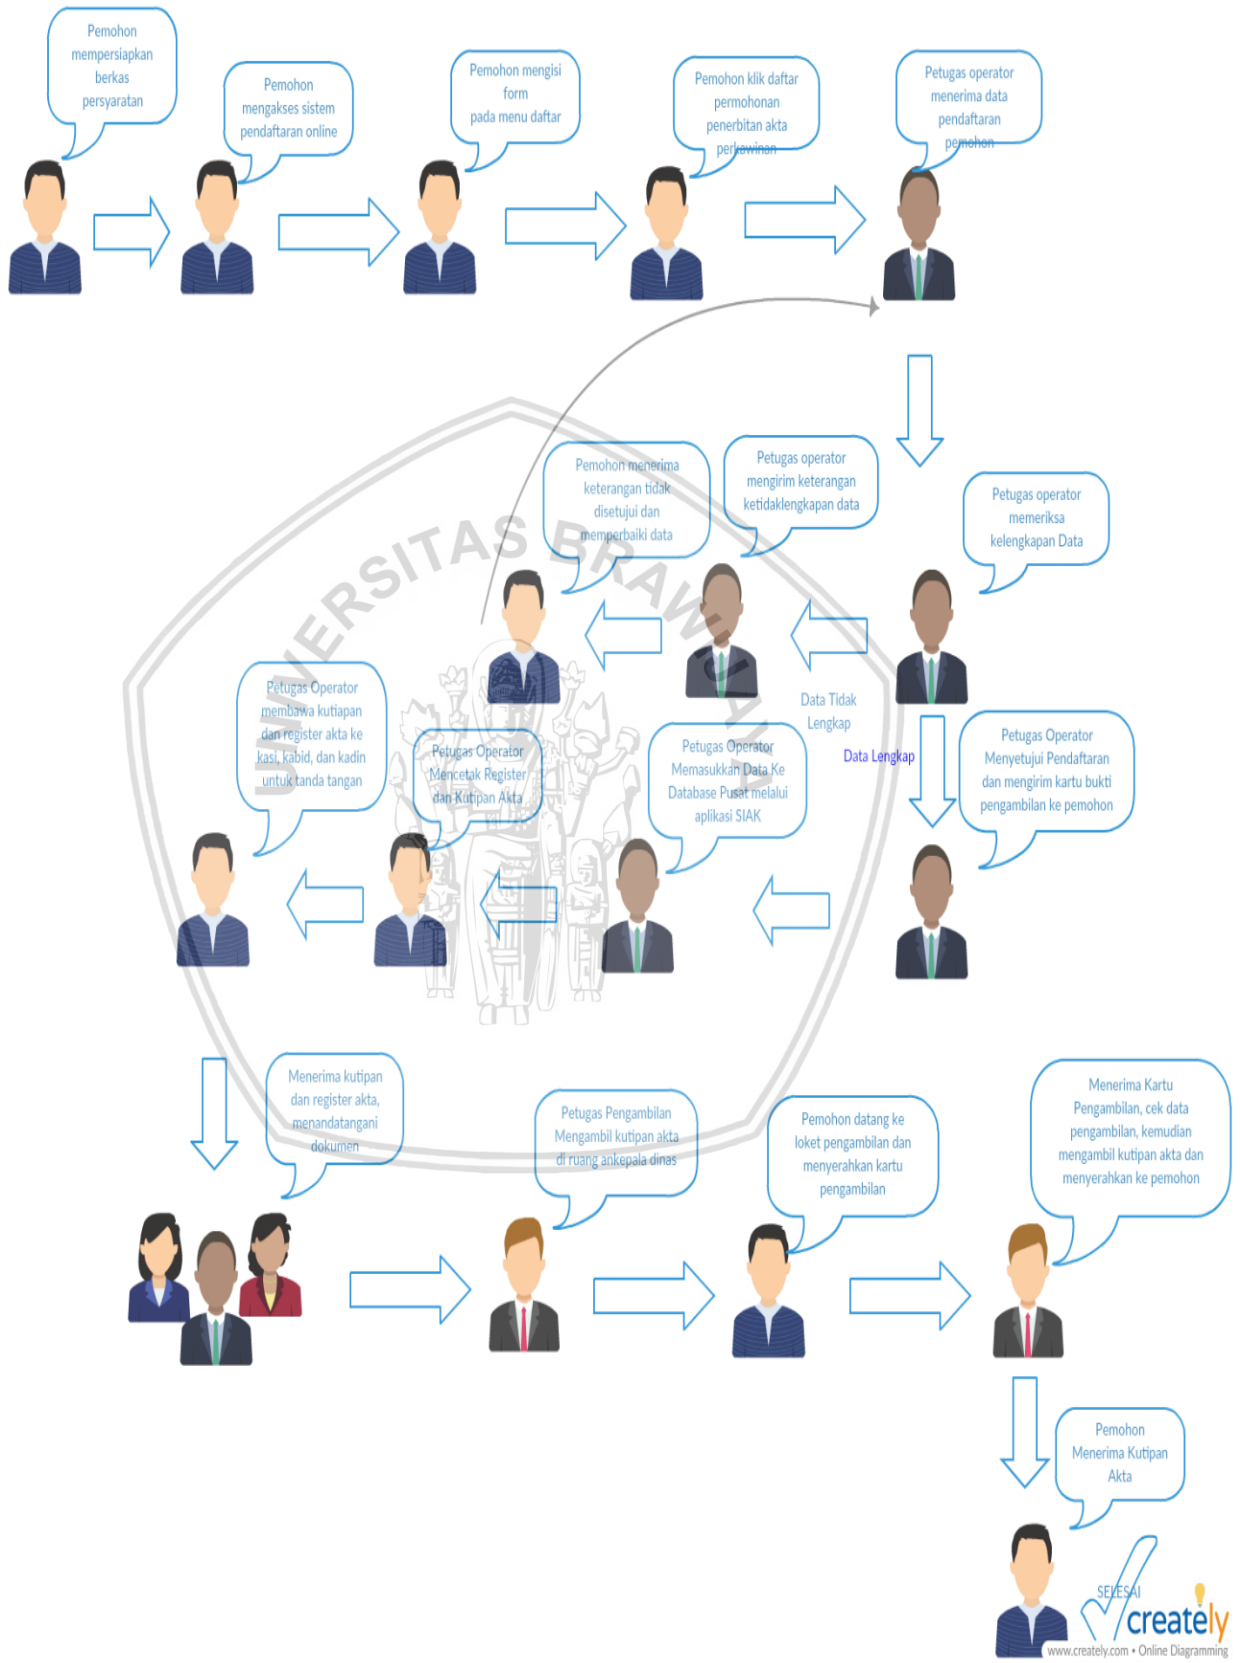 Pemohon
mempersiapkan
berkas
persyaratan
Pemohon
mengakses sistem
pendaftaran online
Pemohon mengisi
form
pada menu daftar
Pemohon klik daftar
permohonan
penerbitan akta
perkawinan
Petugas operator
menerima data
pendaftaran
pemohon
Pemohon menerima
keterangan tidak
disetujui dan
memperbaiki data
Petugas operator
mengirim keterangan
ketidaklengkapan data
Petugas operator
memeriksa
kelengkapan Data
UNIVERSITAS BRAWIJAYA
Data Tidak
Lengkap
Data Lengkap
Petugas Operator
membawa kutiapan
dan register akta ke
kasi, kabid, dan kadin
untuk tanda tangan
Petugas Operator
Mencetak Register
dan Kutipan Akta
Petugas Operator
Memasukkan Data Ke
Database Pusat melalui
aplikasi SIAK
Petugas Operator
Menyetujui Pendaftaran
dan mengirim kartu bukti
pengambilan ke pemohon
Menerima kutipan
dan register akta,
menandatangani
dokumen
Petugas Pengambilan
Mengambil kutipan akta
di ruang ankepala dinas
Pemohon datang ke
loket pengambilan dan
menyerahkan kartu
pengambilan
Menerima Kartu
Pengambilan, cek data
pengambilan, kemudian
mengambil kutipan akta dan
menyerahkan ke pemohon
Pemohon
Menerima Kutipan
Akta
SELESAI
creately
www.creately.com • Online Diagramming